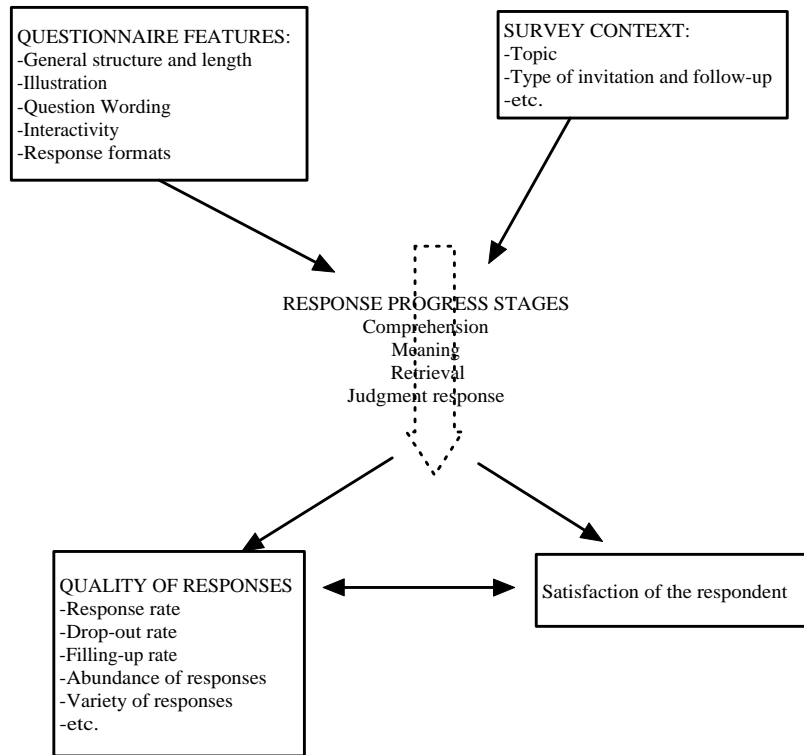 QUESTIONNAIRE FEATURES:
-General structure and length
-Illustration
-Question Wording
-Interactivity
-Response formats
SURVEY CONTEXT:
-Topic
-Type of invitation and follow-up
-etc.
RESPONSE PROGRESS STAGES
Comprehension
Meaning
Retrieval
Judgment response
QUALITY OF RESPONSES
-Response rate
-Drop-out rate
-Filling-up rate
-Abundance of responses
-Variety of responses
-etc.
Satisfaction of the respondent